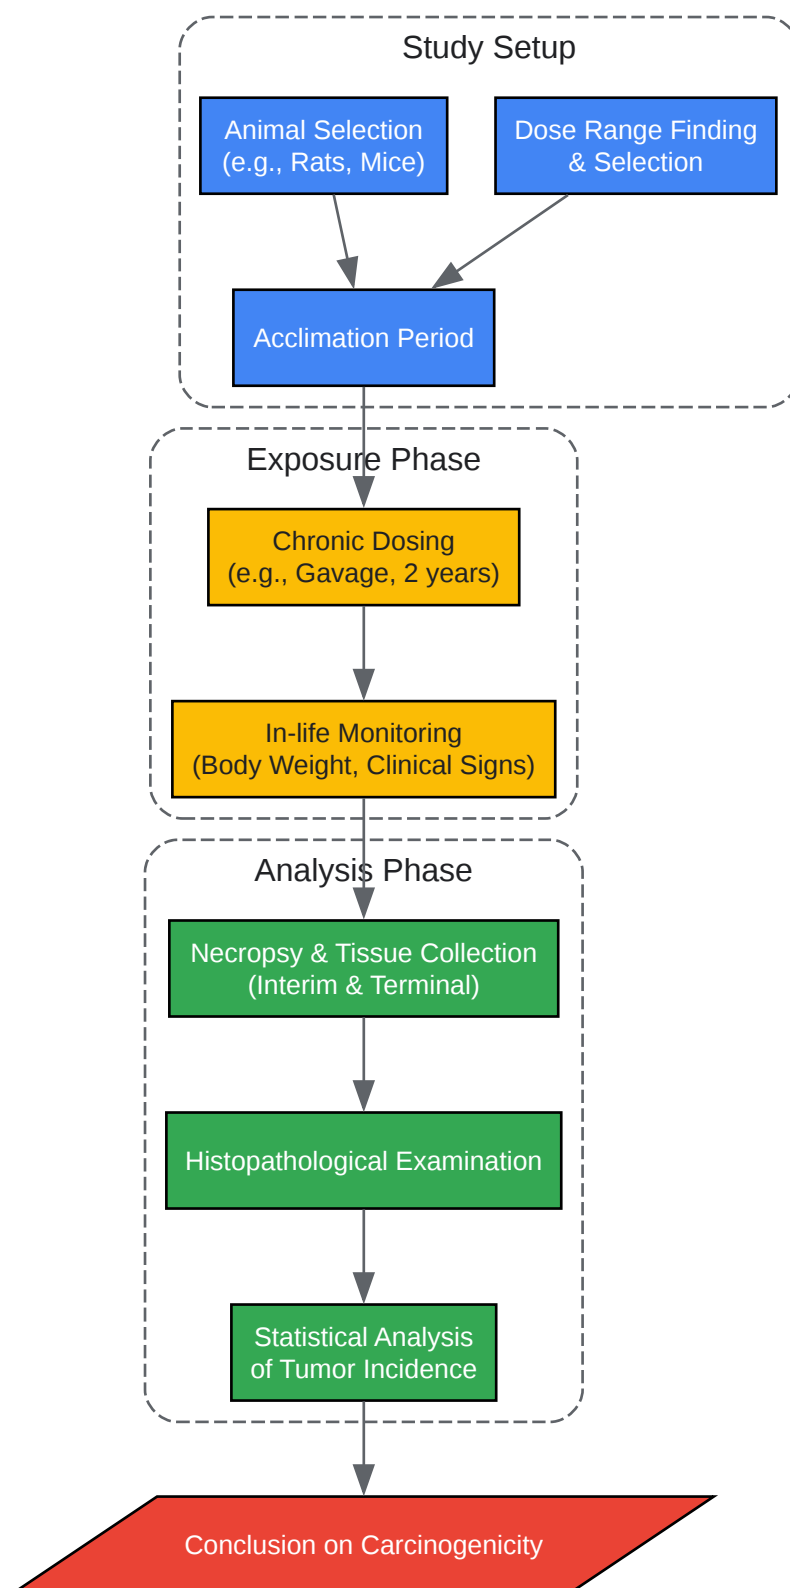 Study Setup
Animal Selection
(e.g., Rats, Mice)
Dose Range Finding
& Selection
Acclimation Period
Exposure Phase
Chronic Dosing
(e.g., Gavage, 2 years)
In-life Monitoring
(Body Weight, Clinical Signs)
Analysis Phase
Necropsy & Tissue Collection
(Interim & Terminal)
Histopathological Examination
Statistical Analysis
of Tumor Incidence
Conclusion on Carcinogenicity